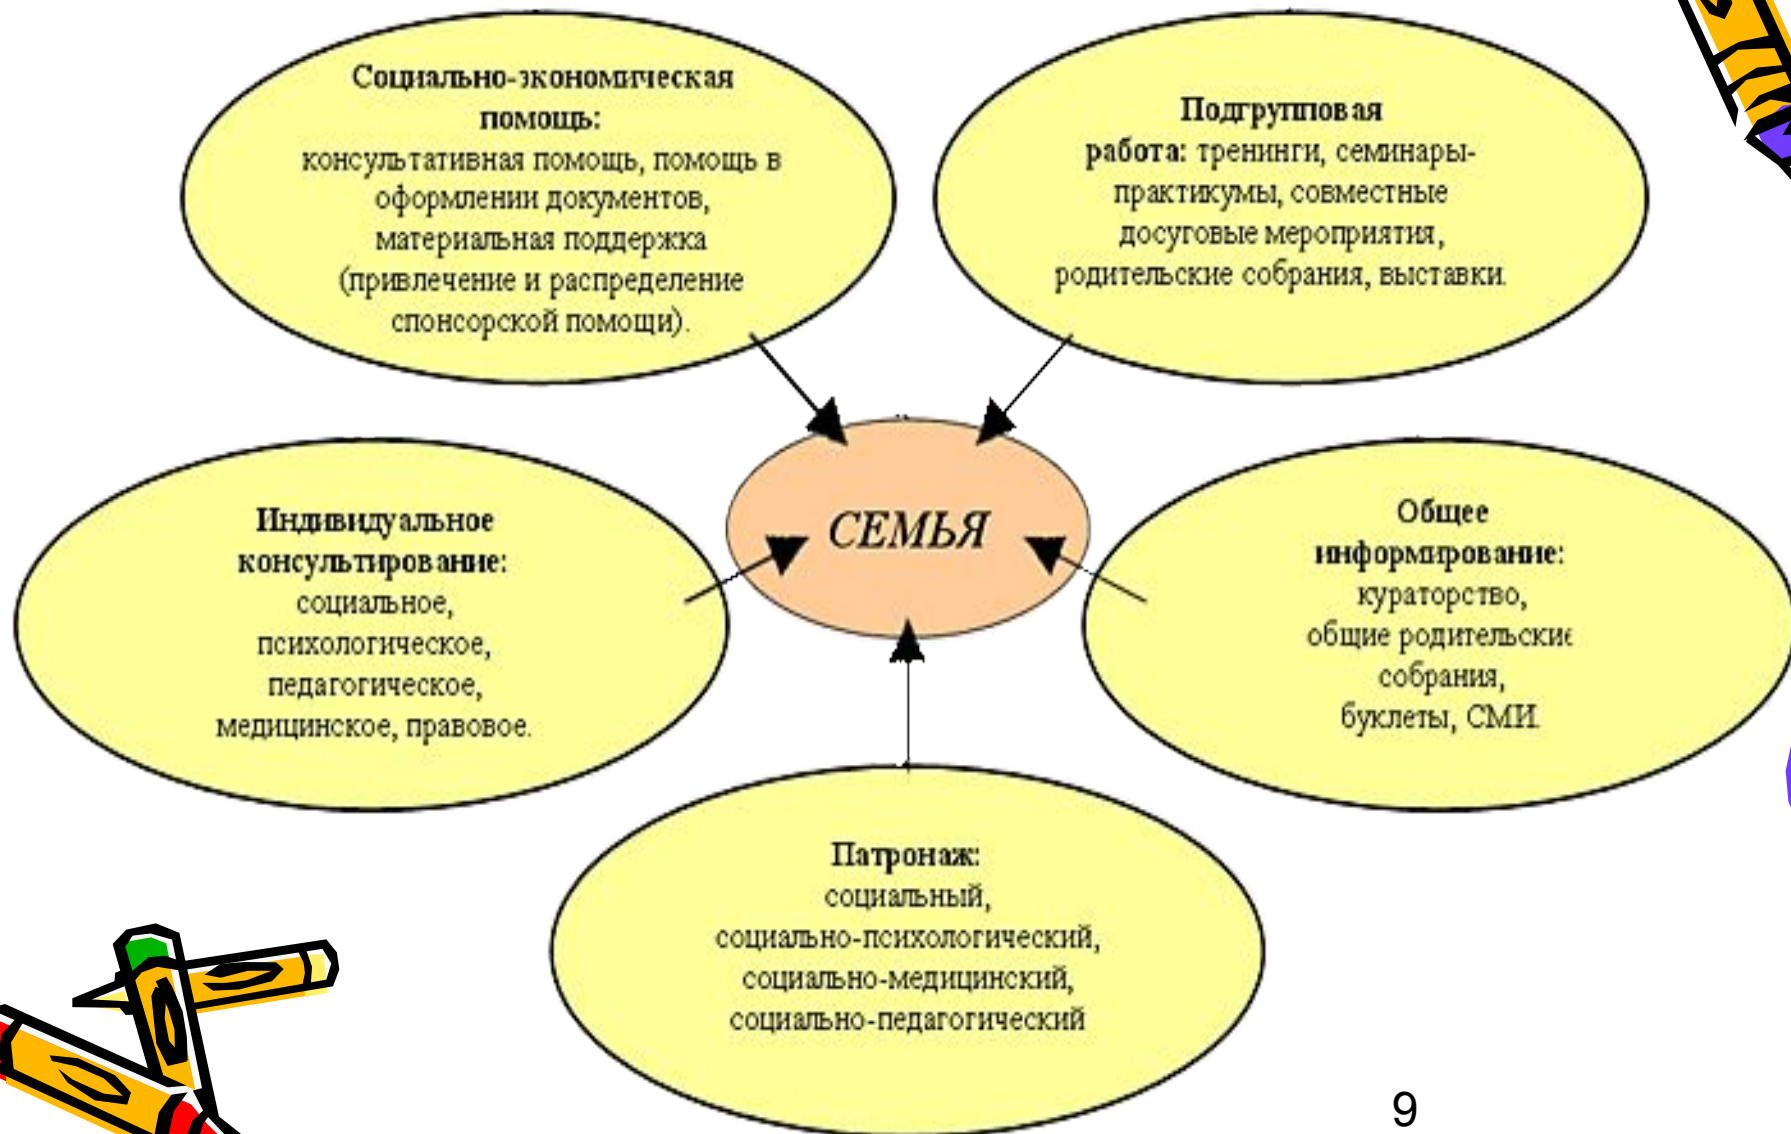 Социально-экономическая
помощь:
консультативная помощь, помощь в
оформлении документов,
материальная поддержка
(привлечение и распределение
спонсорской помощи).
Подгрупповая
работа: тренинги, семинары-
практикумы, совместные
досуговые мероприятия,
родительские собрания, выставки.
СЕМЬЯ
Индивидуальное
консультирование:
социальное,
психологическое,
педагогическое,
медицинское, правовое.
Общее
информирование:
кураторство,
общие родительские
собрания,
буклеты, СМИ.
Патронаж:
социальный,
социально-психологический,
социально-медицинский,
социально-педагогический
9